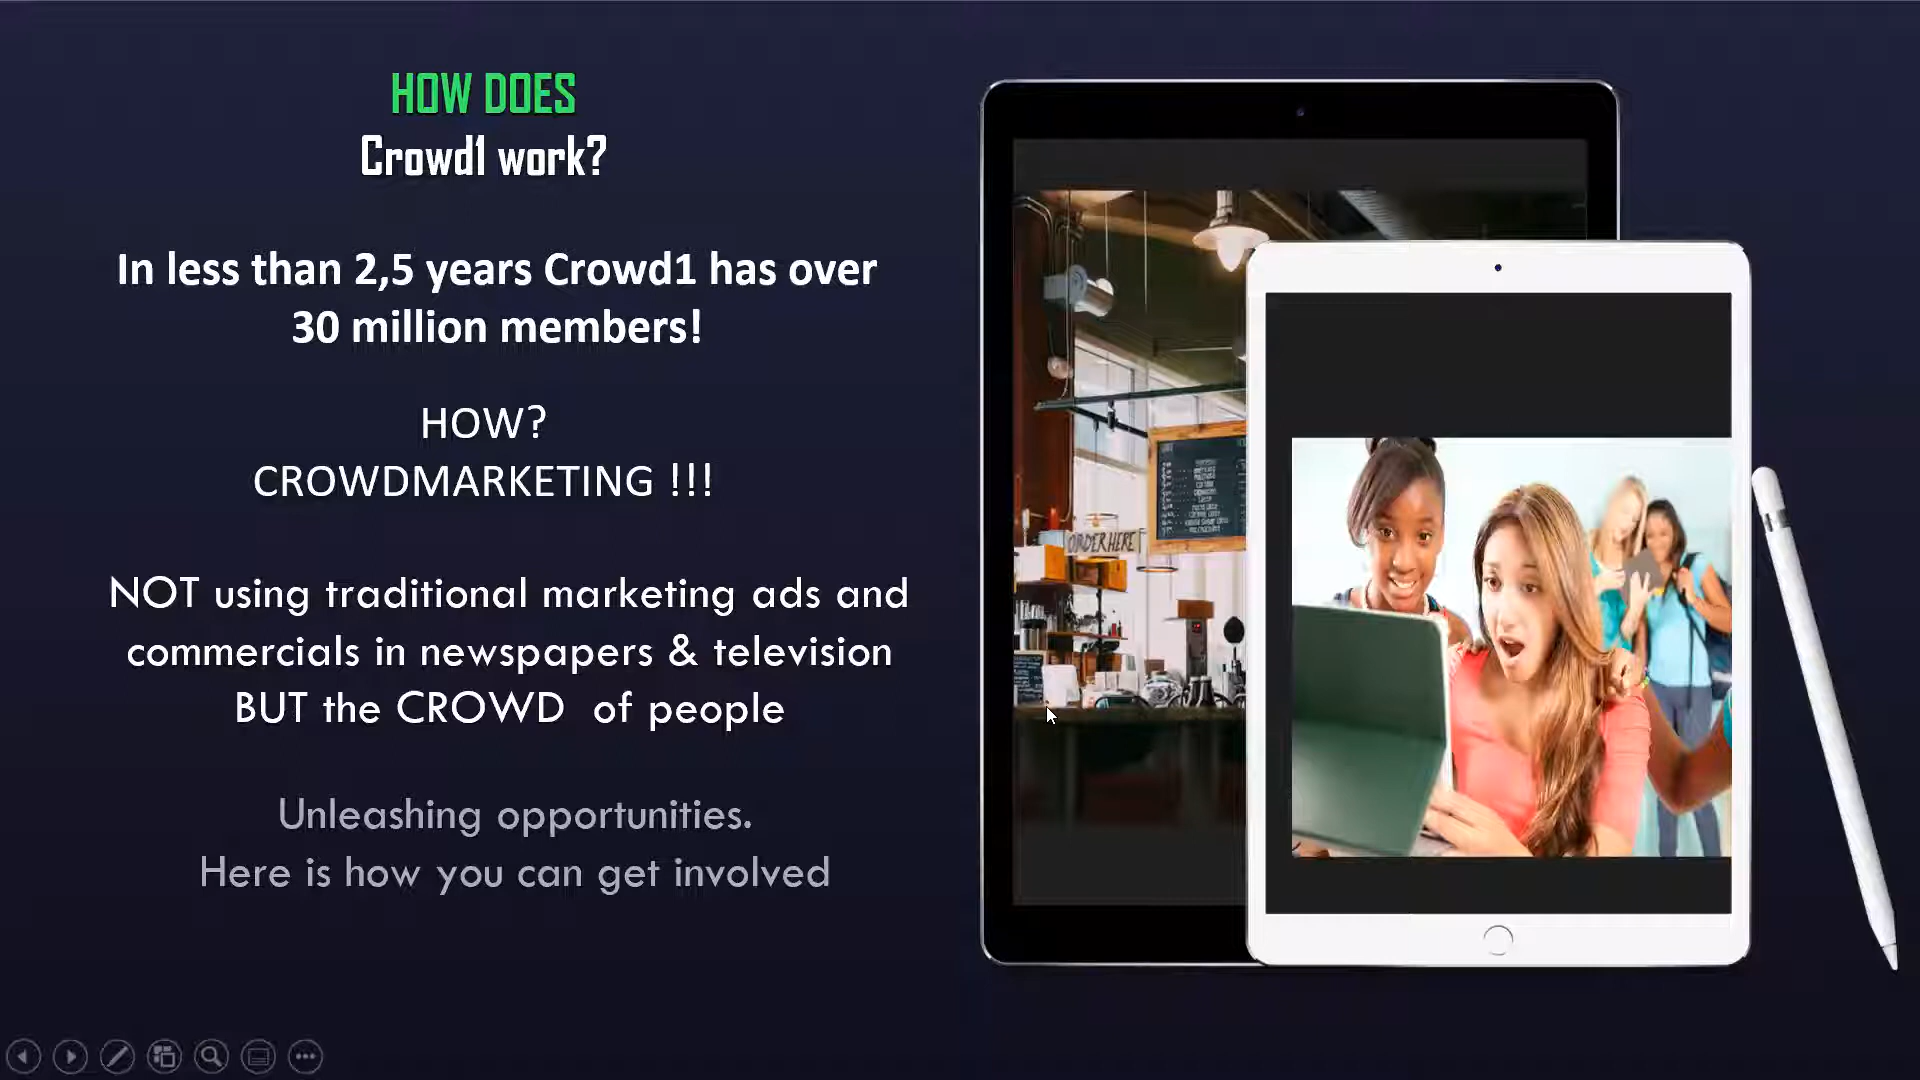 HOW DOES
Crowd1 work?
In less than 2,5 years Crowd1 has over
30 million members!
HOW?
CROWDMARKETING !!!
NOT using traditional marketing ads and
commercials in newspapers & television
BUT the CROWD of people
Unleashing opportunities.
Here is how you can get involved
ORDER HERE